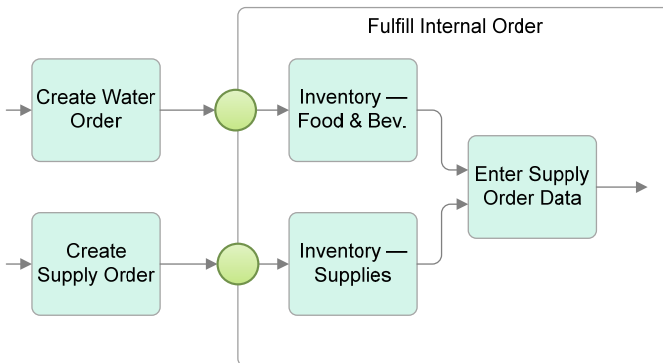 Fulfill Internal Order
Create Water
Order
Inventory —
Food & Bev.
Enter Supply
Order Data
Create
Supply Order
Inventory —
Supplies